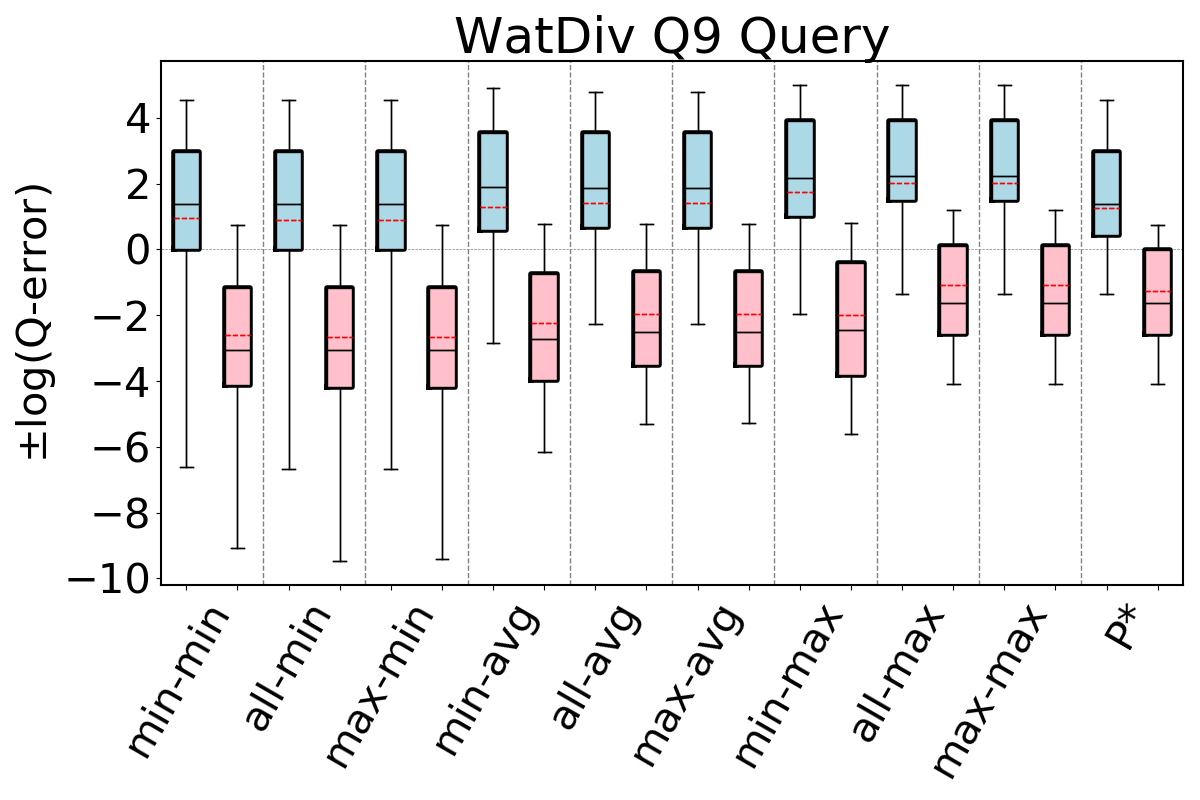 WatDiv Q9 Query
±log(Q-error)
4
2
0
−2
−4
−6
−8
−10
min-min
all-min
max-min
min-avg
all-avg
max-avg
min-max
all-max
max-max
P*